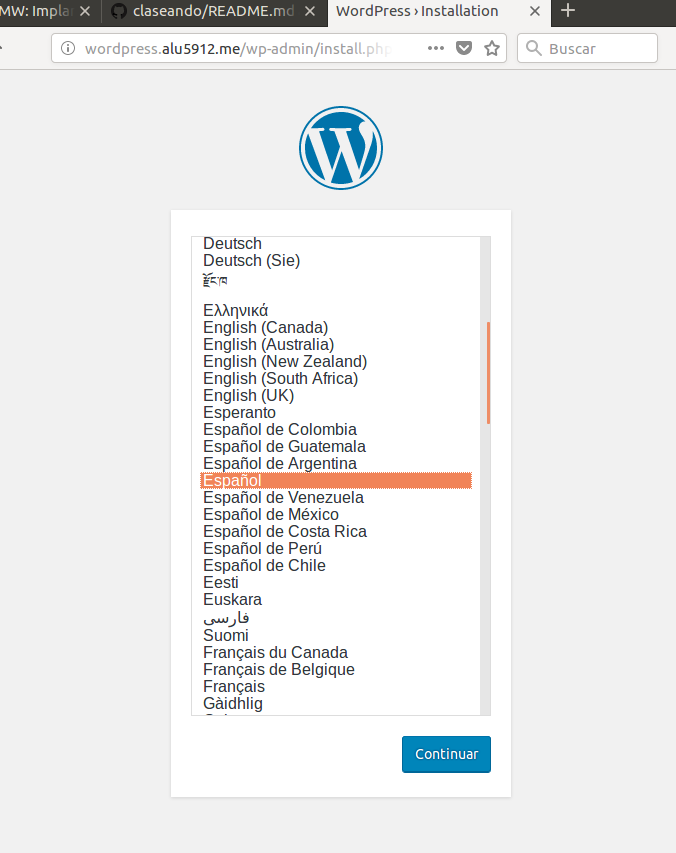 MW: Impla
claseando/README.md
WordPress › Installation
wordpress.alu5912.me/wp-admin/install.php
Buscar
Deutsch
Deutsch (Sie)
རྫོང་ཁ
Ελληνικά
English (Canada)
English (Australia)
English (New Zealand)
English (South Africa)
English (UK)
Esperanto
Español de Colombia
Español de Guatemala
Español de Argentina
Español
Español de Venezuela
Español de México
Español de Costa Rica
Español de Perú
Español de Chile
Eesti
Euskara
فارسی
Suomi
Français du Canada
Français de Belgique
Français
Gàidhlig
Continuar